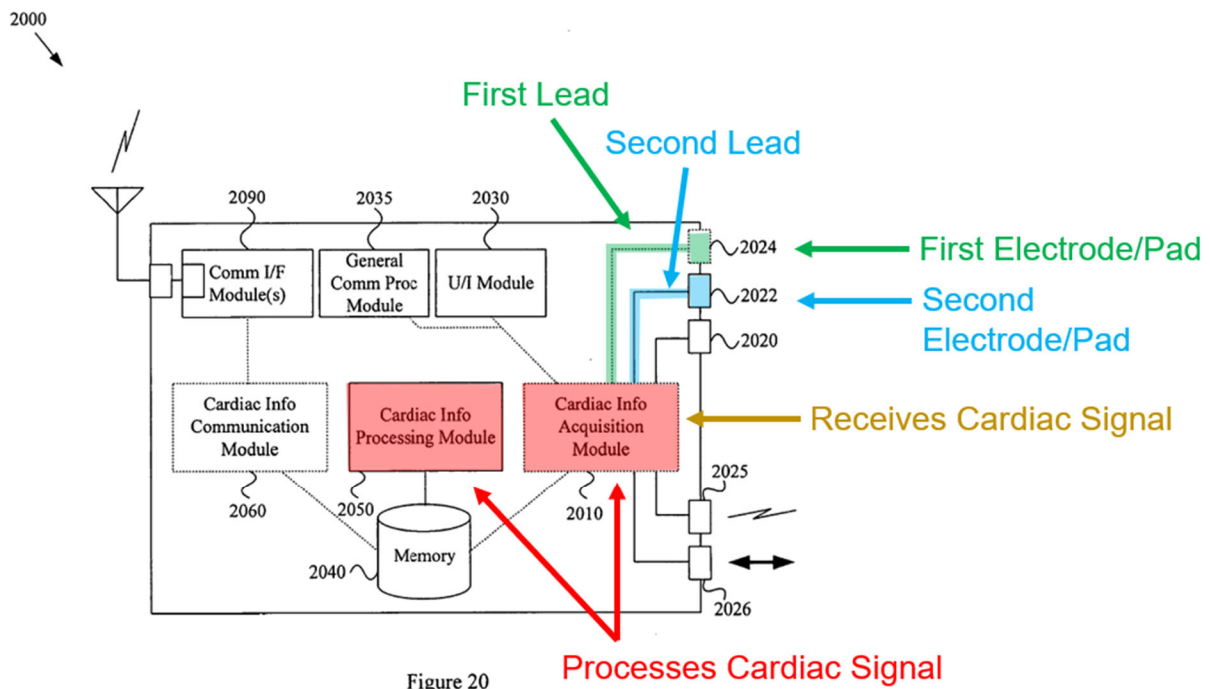 2000
First Lead
Second Lead
2090
2035
2030
Comm I/F
Module(s)
General
Comm Proc
Module
U/I Module
2024
First Electrode/Pad
2022
Second
Electrode/Pad
2020
Cardiac Info
Communication
Module
Cardiac Info
Processing Module
Cardiac Info
Acquisition
Module
Receives Cardiac Signal
2060
2050
2010
2025
Memory
2040
2026
Processes Cardiac Signal
Figure 20